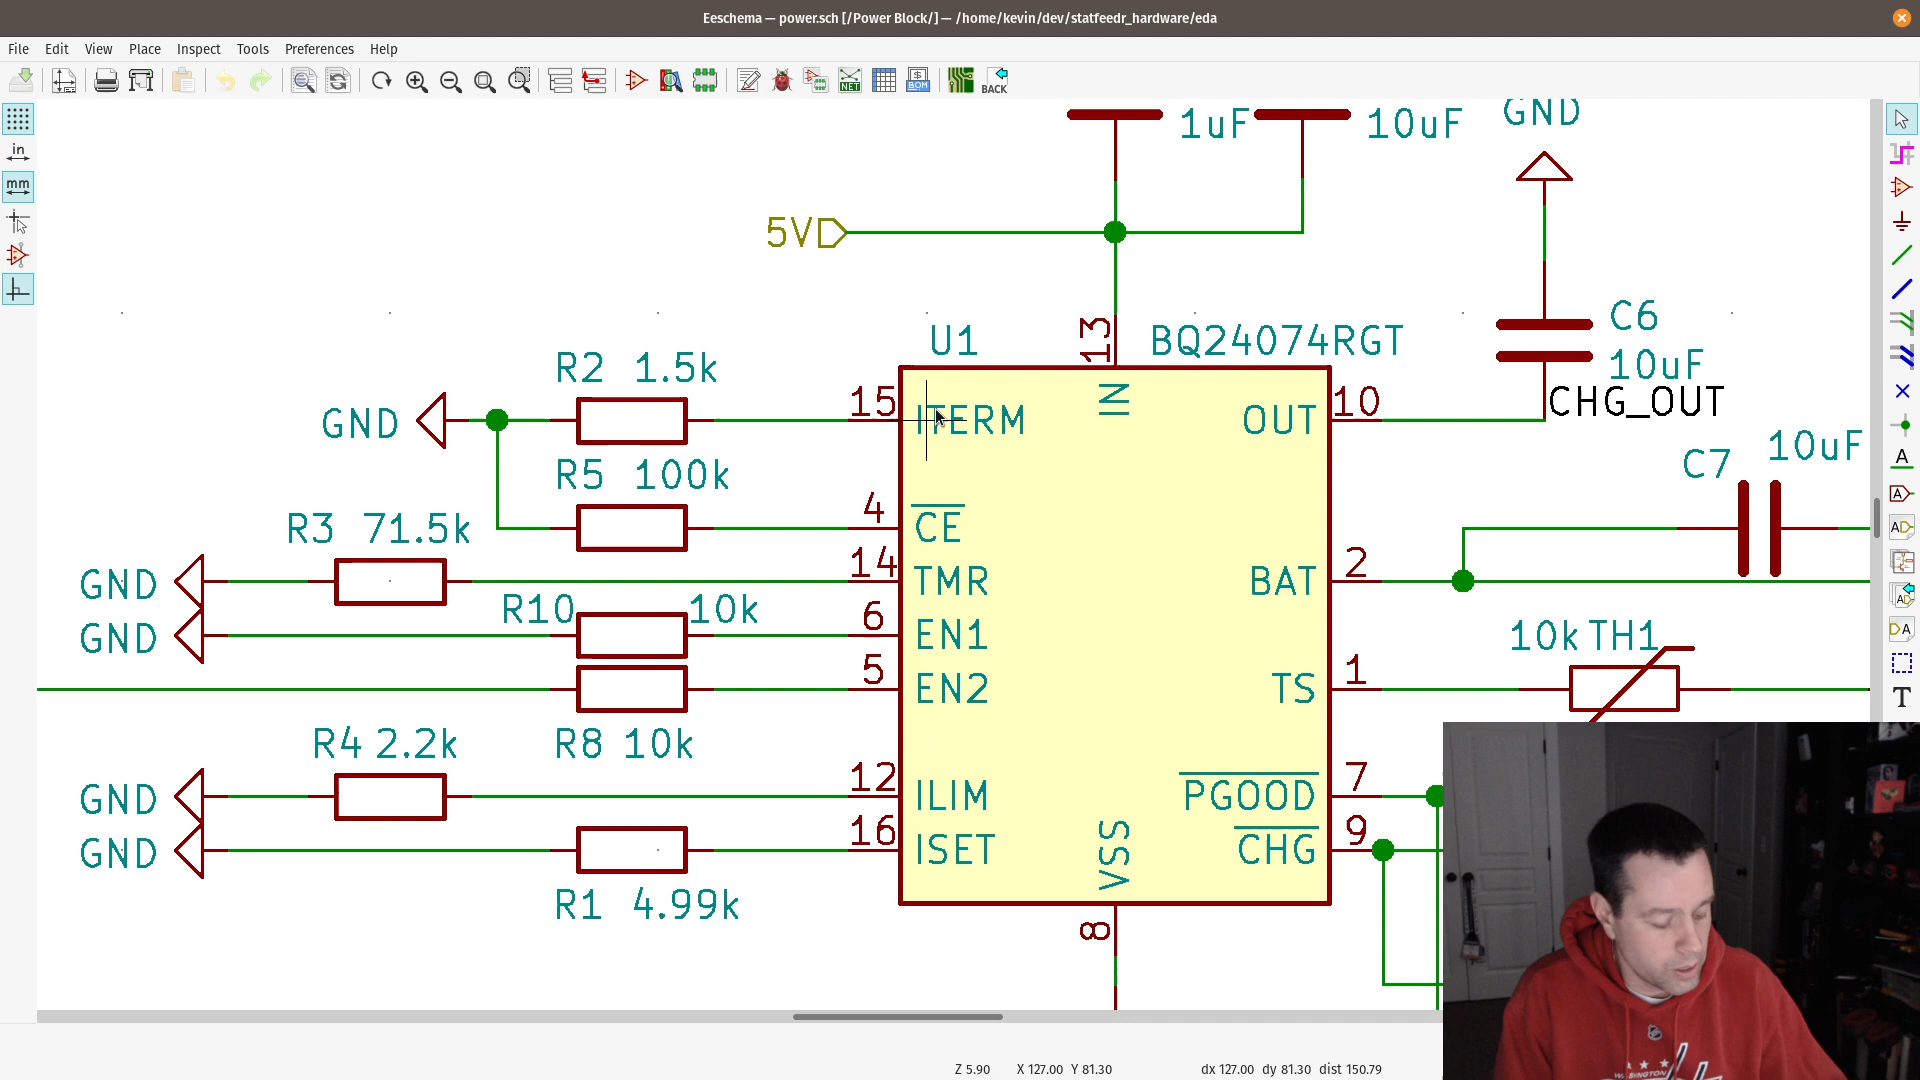 Eeschema — power.sch [/Power Block/] — /home/kevin/dev/statfeedr_hardware/eda
File Edit View Place Inspect Tools Preferences Help
NET
BOM
BACK
in
mm
1uF
10uF
GND
5V
U1
13
BQ24074RGT
C6
10uF
R2 1.5k
15
ITERM
IN
OUT
10
CHG_OUT
GND
R5 100k
C7
10uF
4
CE
R3 71.5k
14
TMR
BAT
2
GND
R10
10k
6
EN1
GND
10k TH1
5
EN2
TS
1
R8 10k
R4 2.2k
12
ILIM
PGOOD
7
GND
16
ISET
VSS
CHG
9
GND
R1 4.99k
8
A
A
A
A
A
T
Z 5.90 X 127.00 Y 81.30 dx 127.00 dy 81.30 dist 150.79
WASHINGTON